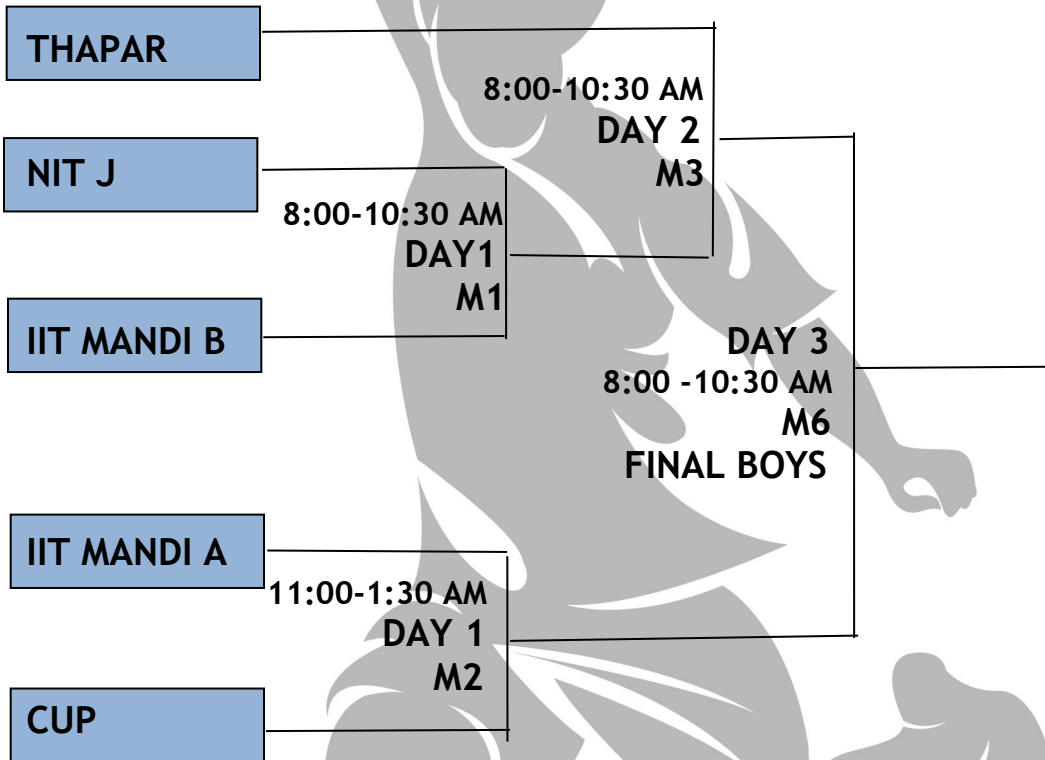 THAPAR
8:00-10:30 AM
DAY 2
M3
NIT J
8:00-10:30 AM
DAY1
M1
IIT MANDI B
DAY 3
8:00 -10:30 AM
M6
FINAL BOYS
IIT MANDI A
11:00-1:30 AM
DAY 1
M2
CUP